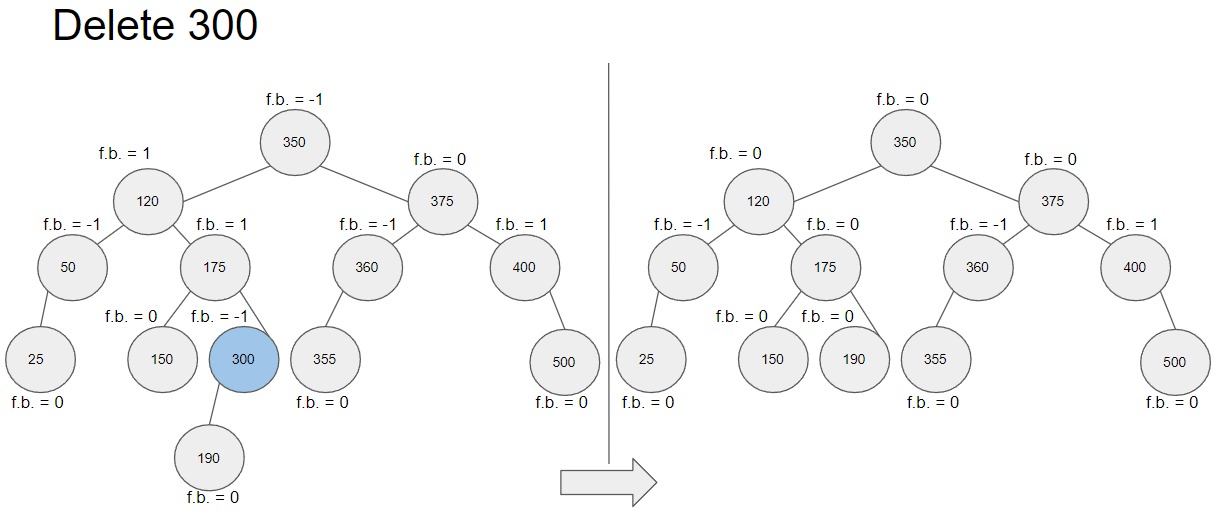 Delete 300
f.b. = -1
f.b. = 0
350
350
f.b. = 1
f.b. = 0
f.b. = 0
f.b. = 0
120
375
120
375
f.b. = -1
f.b. = 1
f.b. = -1
f.b. = 1
f.b. = -1
f.b. = 0
f.b. = -1
f.b. = 1
50
175
360
400
50
175
360
400
f.b. = 0
f.b. = -1
f.b. = 0
f.b. = 0
25
150
300
355
500
25
150
190
355
500
f.b. = 0
f.b. = 0
f.b. = 0
f.b. = 0
f.b. = 0
f.b. = 0
190
f.b. = 0